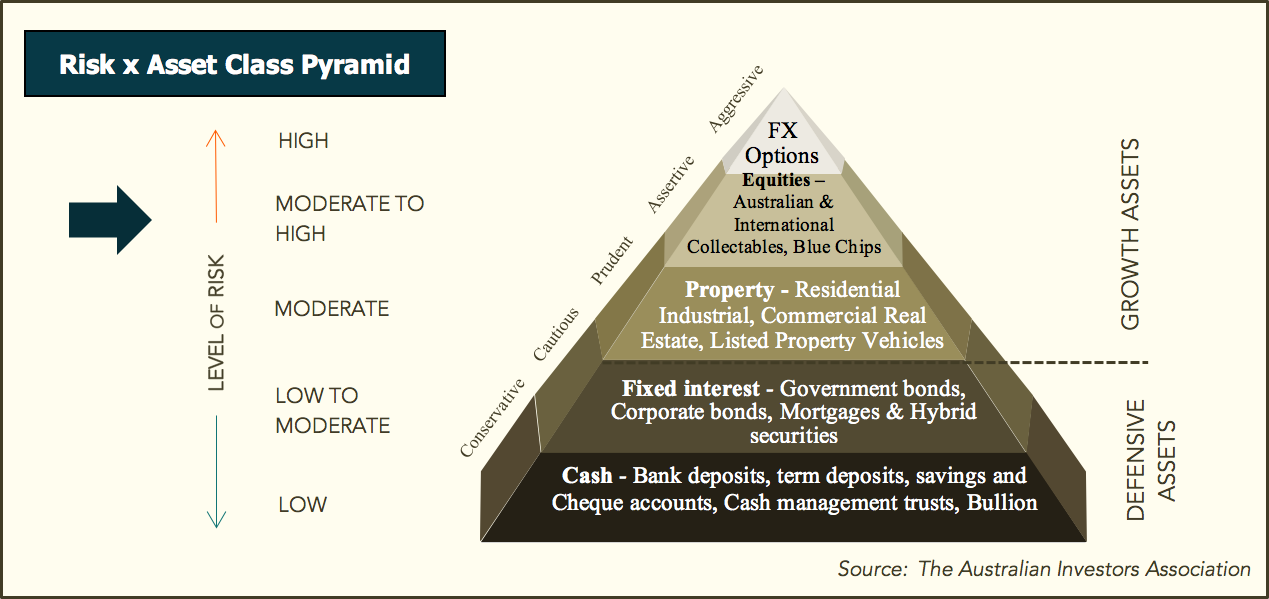 Risk x Asset Class Pyramid
HIGH
MODERATE TO
HIGH
MODERATE
LOW TO
MODERATE
LOW
LEVEL OF RISK
Aggressive
Assertive
Prudent
Cautious
Conservative
FX
Options
Equities –
Australian &
International
Collectables, Blue Chips
Property - Residential
Industrial, Commercial Real
Estate, Listed Property Vehicles
Fixed interest - Government bonds,
Corporate bonds, Mortgages & Hybrid
securities
Cash - Bank deposits, term deposits, savings and
Cheque accounts, Cash management trusts, Bullion
GROWTH ASSETS
DEFENSIVE
ASSETS
Source: The Australian Investors Association